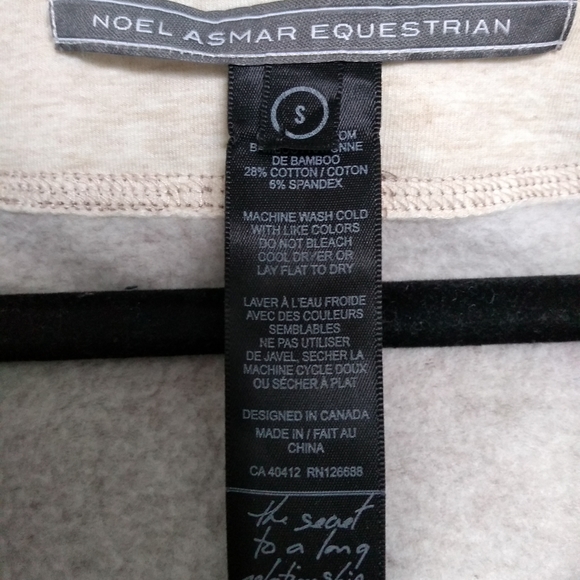 NOEL ASMAR EQUESTRIAN
S
OM
B NNE
DE BAMBOO
28% COTTON / COTON
6% SPANDEX
MACHINE WASH COLD
WITH LIKE COLORS
DO NOT BLEACH
COOL DRYER OR
LAY FLAT TO DRY
LAVER À L'EAU FROIDE
AVEC DES COULEURS
SEMBLABLES
NE PAS UTILISER
DE JAVEL, SECHER LA
MACHINE CYCLE DOUX
OU SÉCHER À PLAT
DESIGNED IN CANADA
MADE IN / FAIT AU
CHINA
CA 40412 RN126688
the secret
to a long
relationship